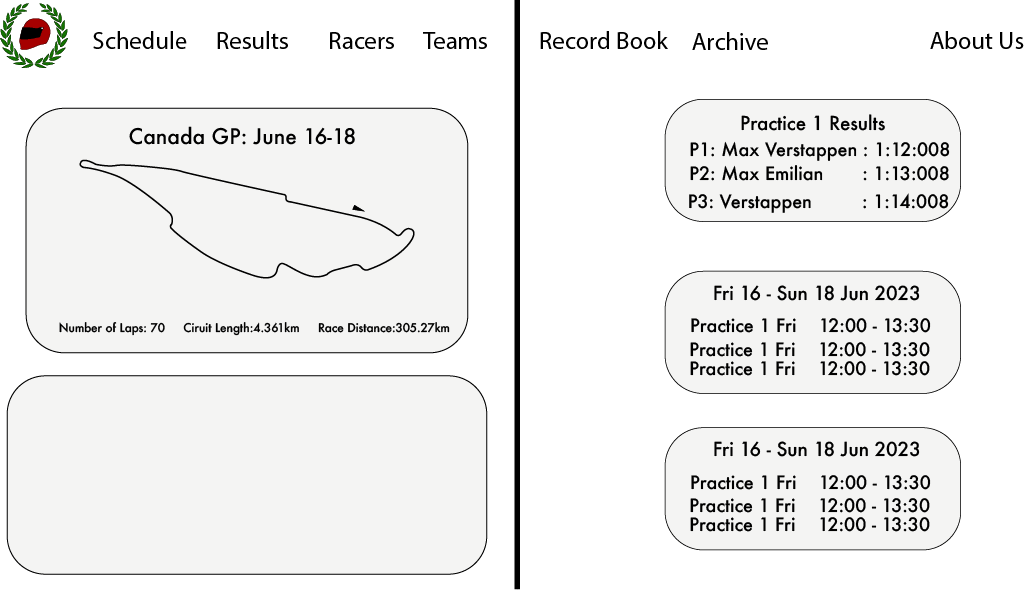 Schedule Results Racers Teams Record Book Archive About Us
Canada GP: June 16-18
Number of Laps: 70 Ciruit Length:4.361km Race Distance:305.27km
Practice 1 Results
P1: Max Verstappen : 1:12:008
P2: Max Emilian : 1:13:008
P3: Verstappen : 1:14:008
Fri 16 - Sun 18 Jun 2023
Practice 1 Fri 12:00 - 13:30
Practice 1 Fri 12:00 - 13:30
Practice 1 Fri 12:00 - 13:30
Fri 16 - Sun 18 Jun 2023
Practice 1 Fri 12:00 - 13:30
Practice 1 Fri 12:00 - 13:30
Practice 1 Fri 12:00 - 13:30